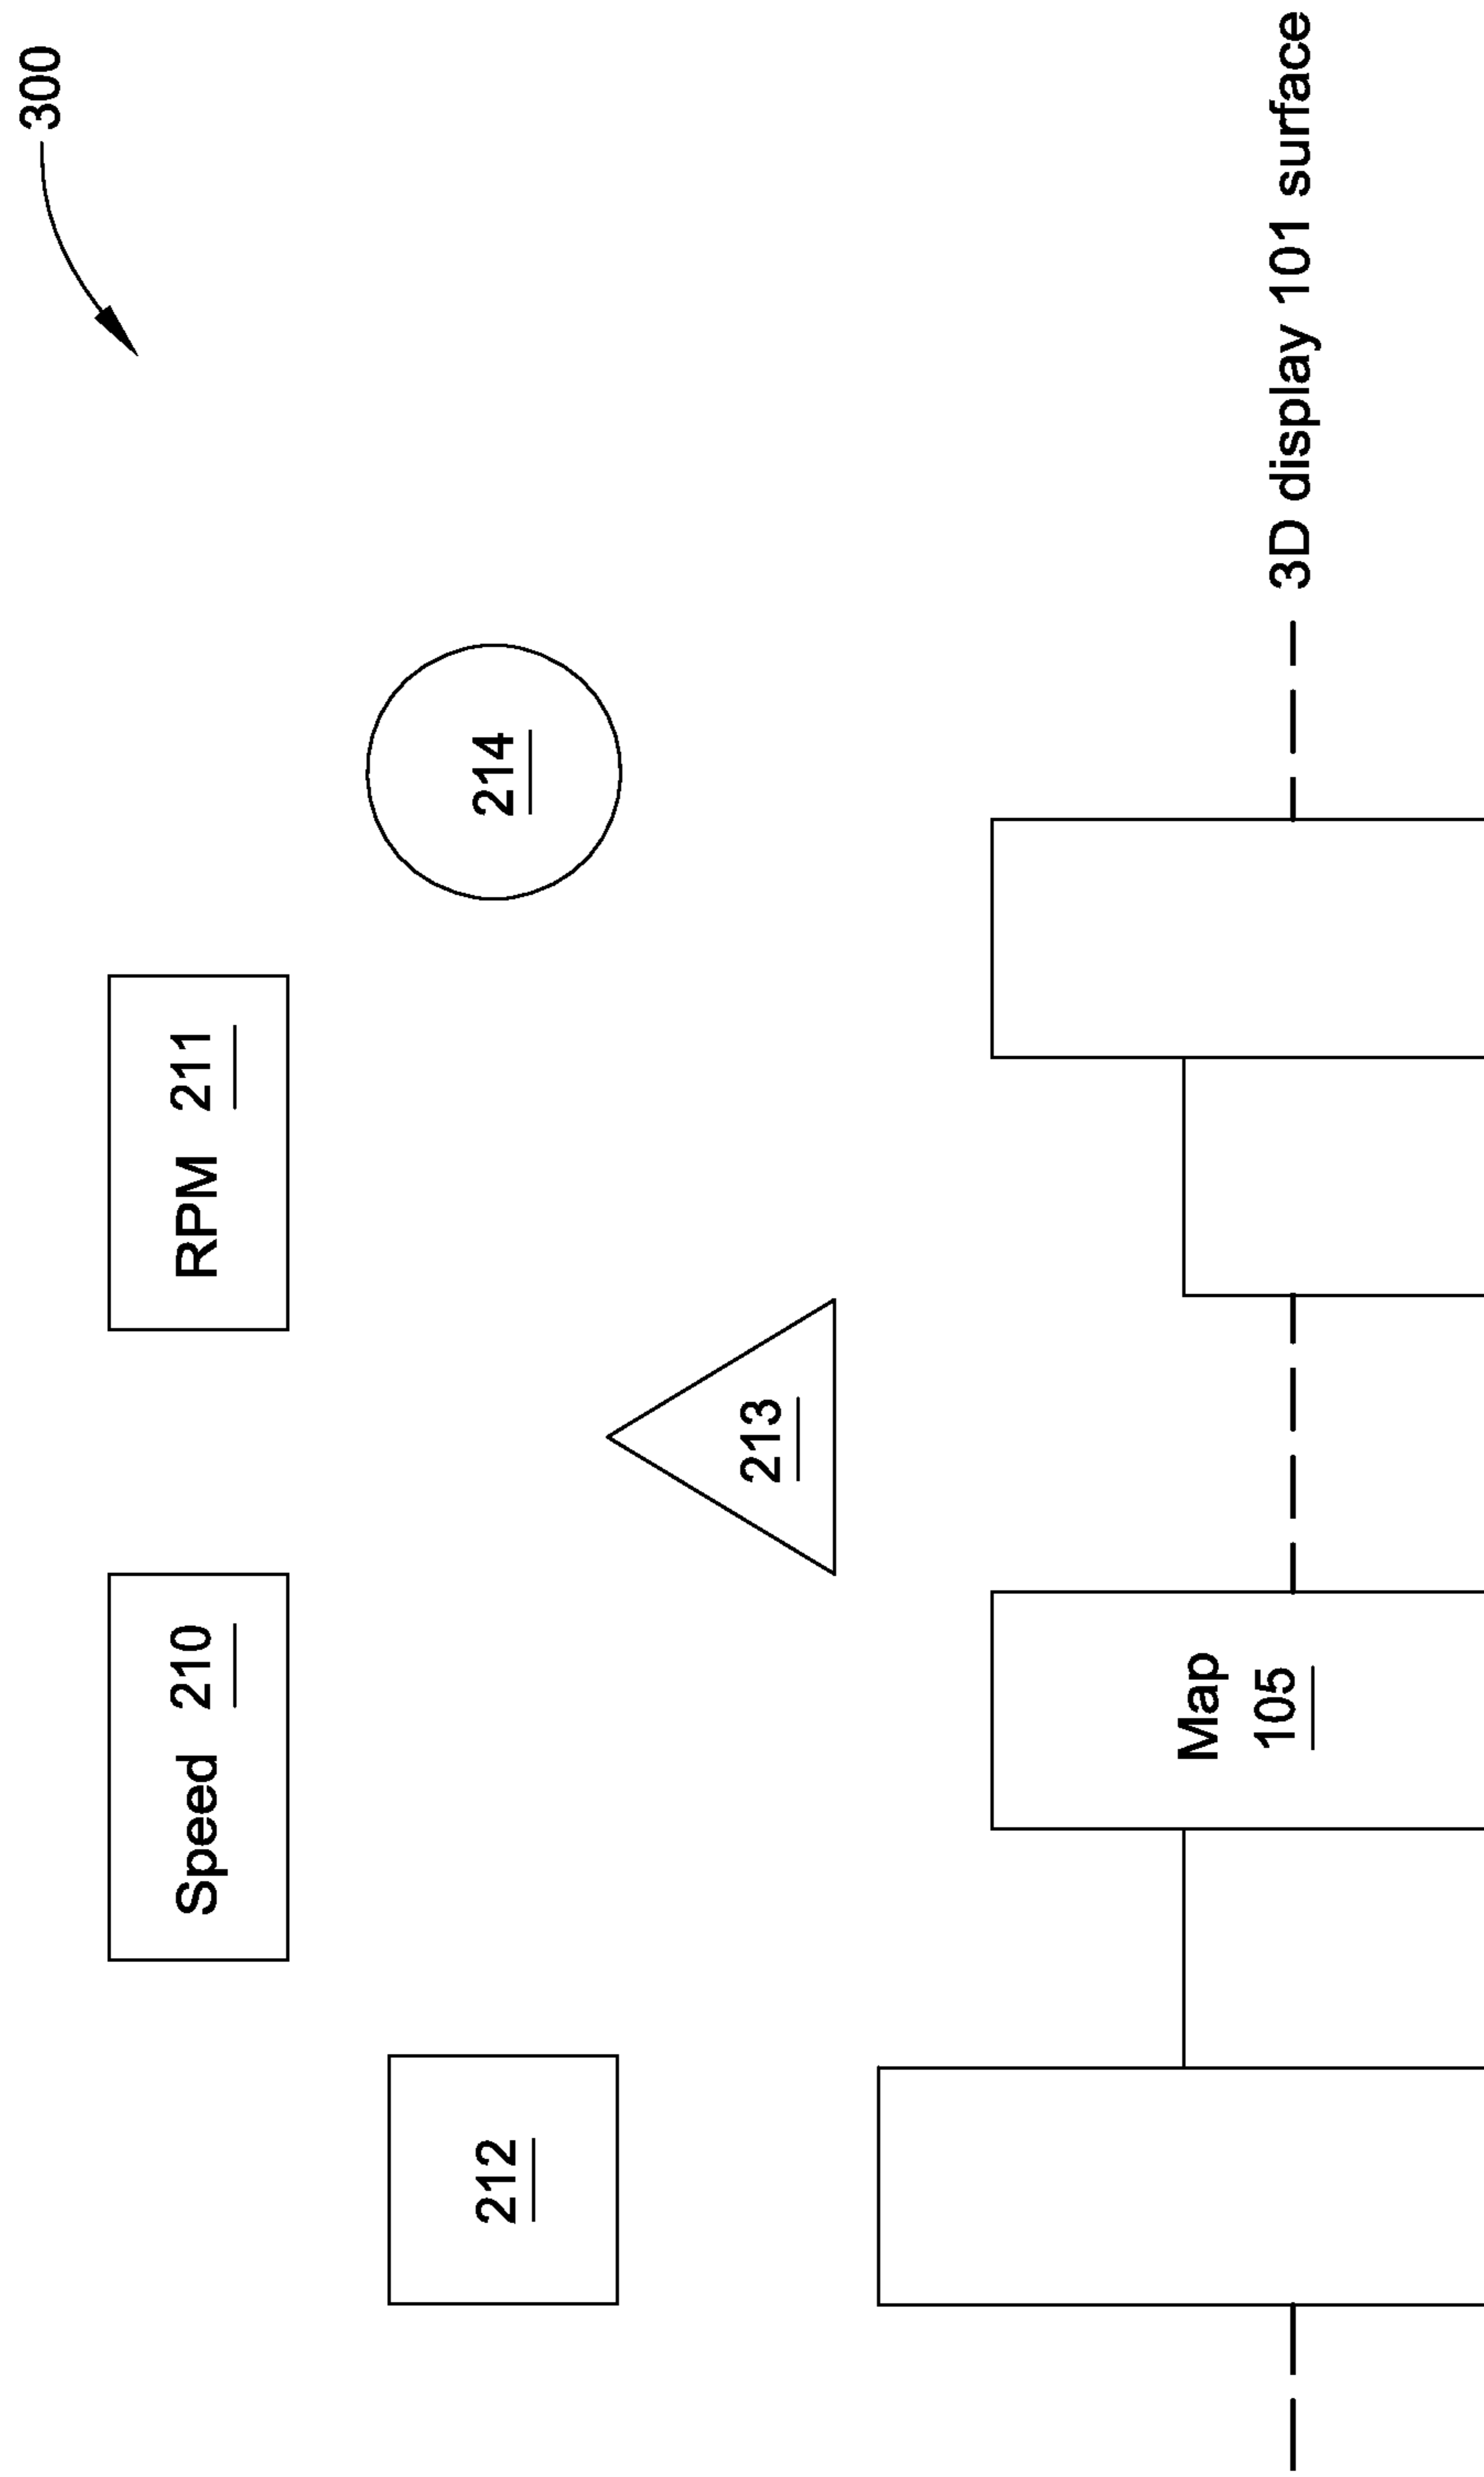 300
Speed 210
RPM 211
212
214
213
Map
105
3D display 101 surface